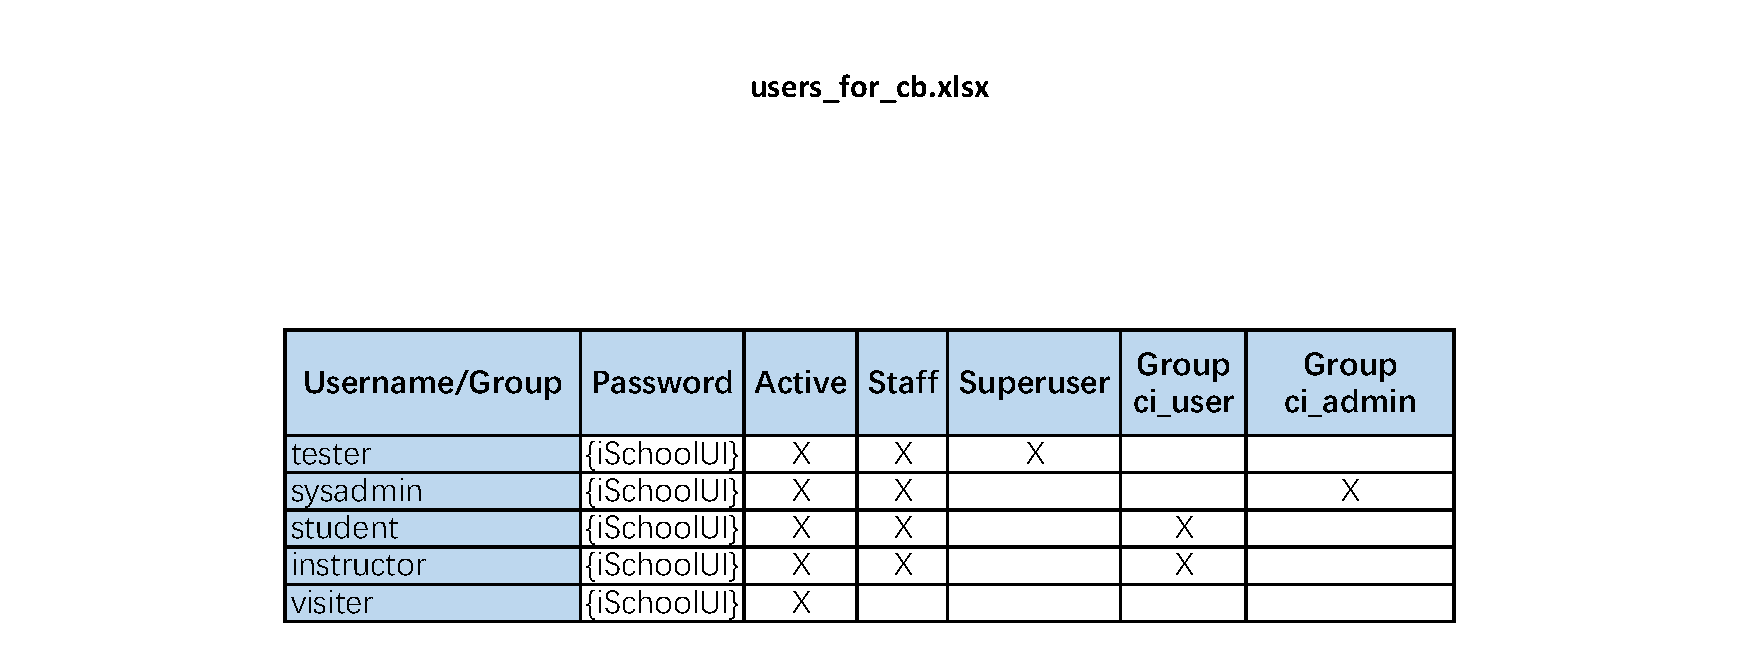 users_for_cb.xlsx
Username/Group Password Active Staff Superuser Group ci_user Group ci_admin
tester {iSchoolUI} X X X
sysadmin {iSchoolUI} X X X
student {iSchoolUI} X X X
instructor {iSchoolUI} X X X
visiter {iSchoolUI} X